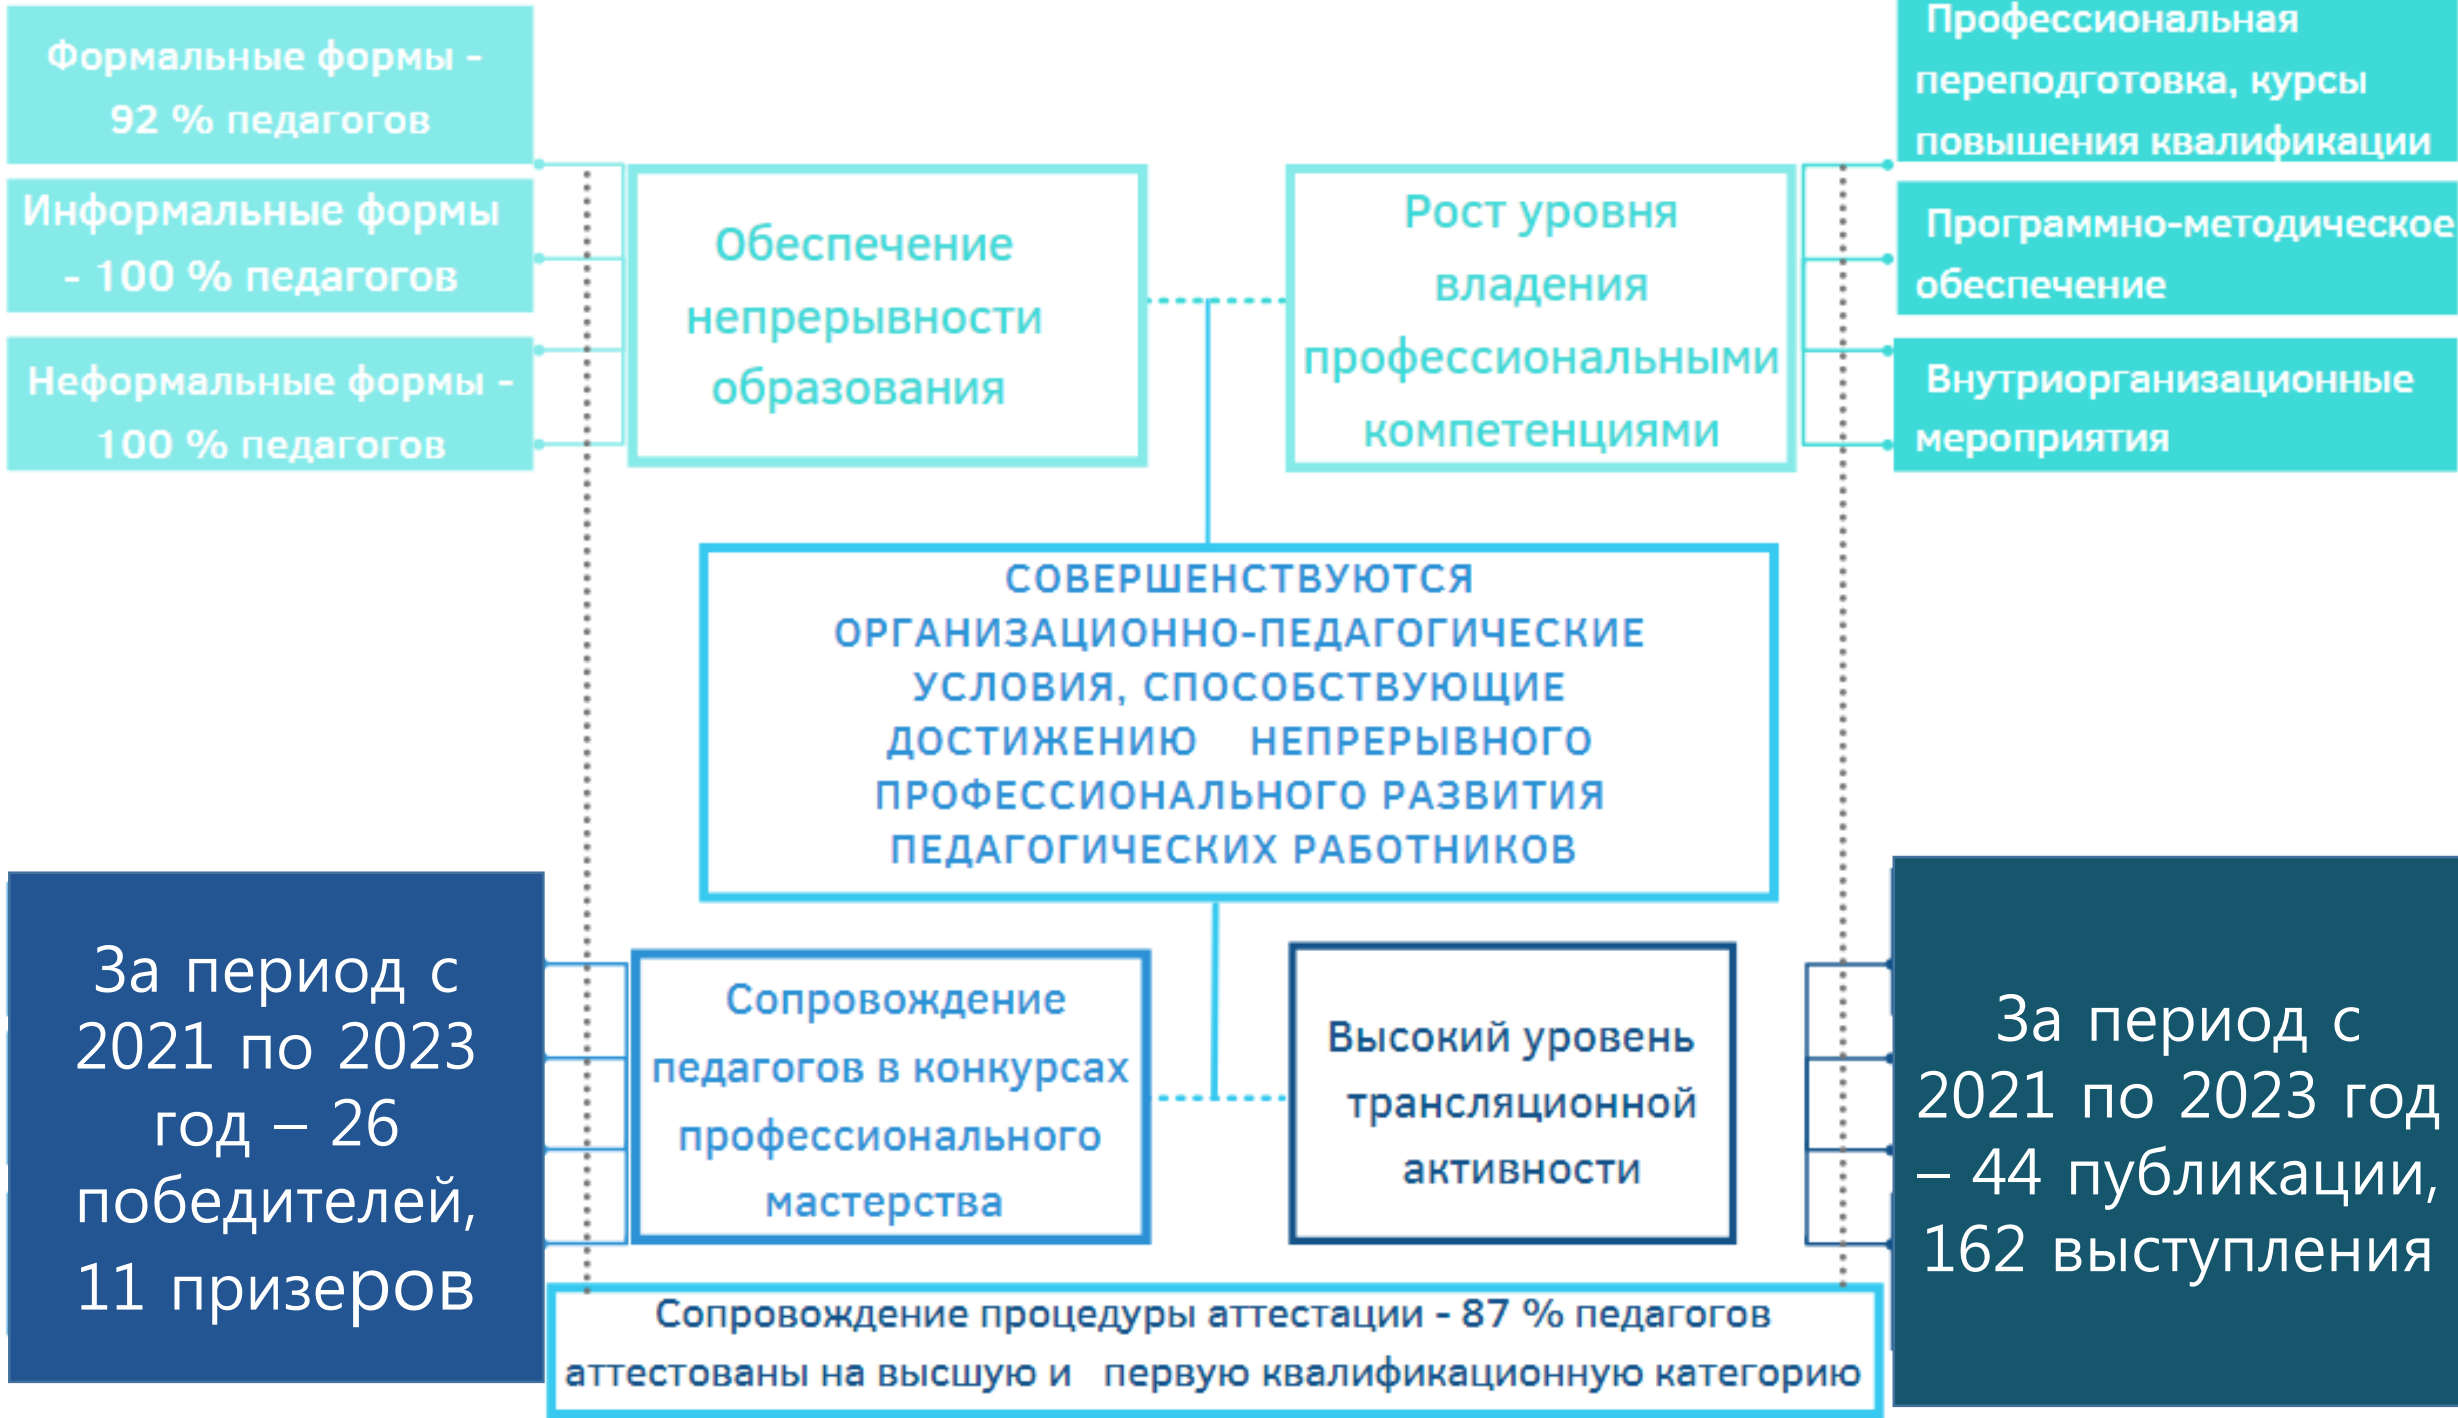 Формальные формы -
92 % педагогов
Информальные формы
- 100 % педагогов
Неформальные формы -
100 % педагогов
Обеспечение
непрерывности
образования
Рост уровня
владения
профессиональными
компетенциями
Профессиональная
переподготовка, курсы
повышения квалификации
Программно-методическое
обеспечение
Внутриорганизационные
мероприятия
СОВЕРШЕНСТВУЮТСЯ
ОРГАНИЗАЦИОННО-ПЕДАГОГИЧЕСКИЕ
УСЛОВИЯ, СПОСОБСТВУЮЩИЕ
ДОСТИЖЕНИЮ НЕПРЕРЫВНОГО
ПРОФЕССИОНАЛЬНОГО РАЗВИТИЯ
ПЕДАГОГИЧЕСКИХ РАБОТНИКОВ
За период с
2021 по 2023
год – 26
победителей,
11 призеров
Сопровождение
педагогов в конкурсах
профессионального
мастерства
Высокий уровень
трансляционной
активности
За период с
2021 по 2023 год
– 44 публикации,
162 выступления
Сопровождение процедуры аттестации - 87 % педагогов
аттестованы на высшую и первую квалификационную категорию